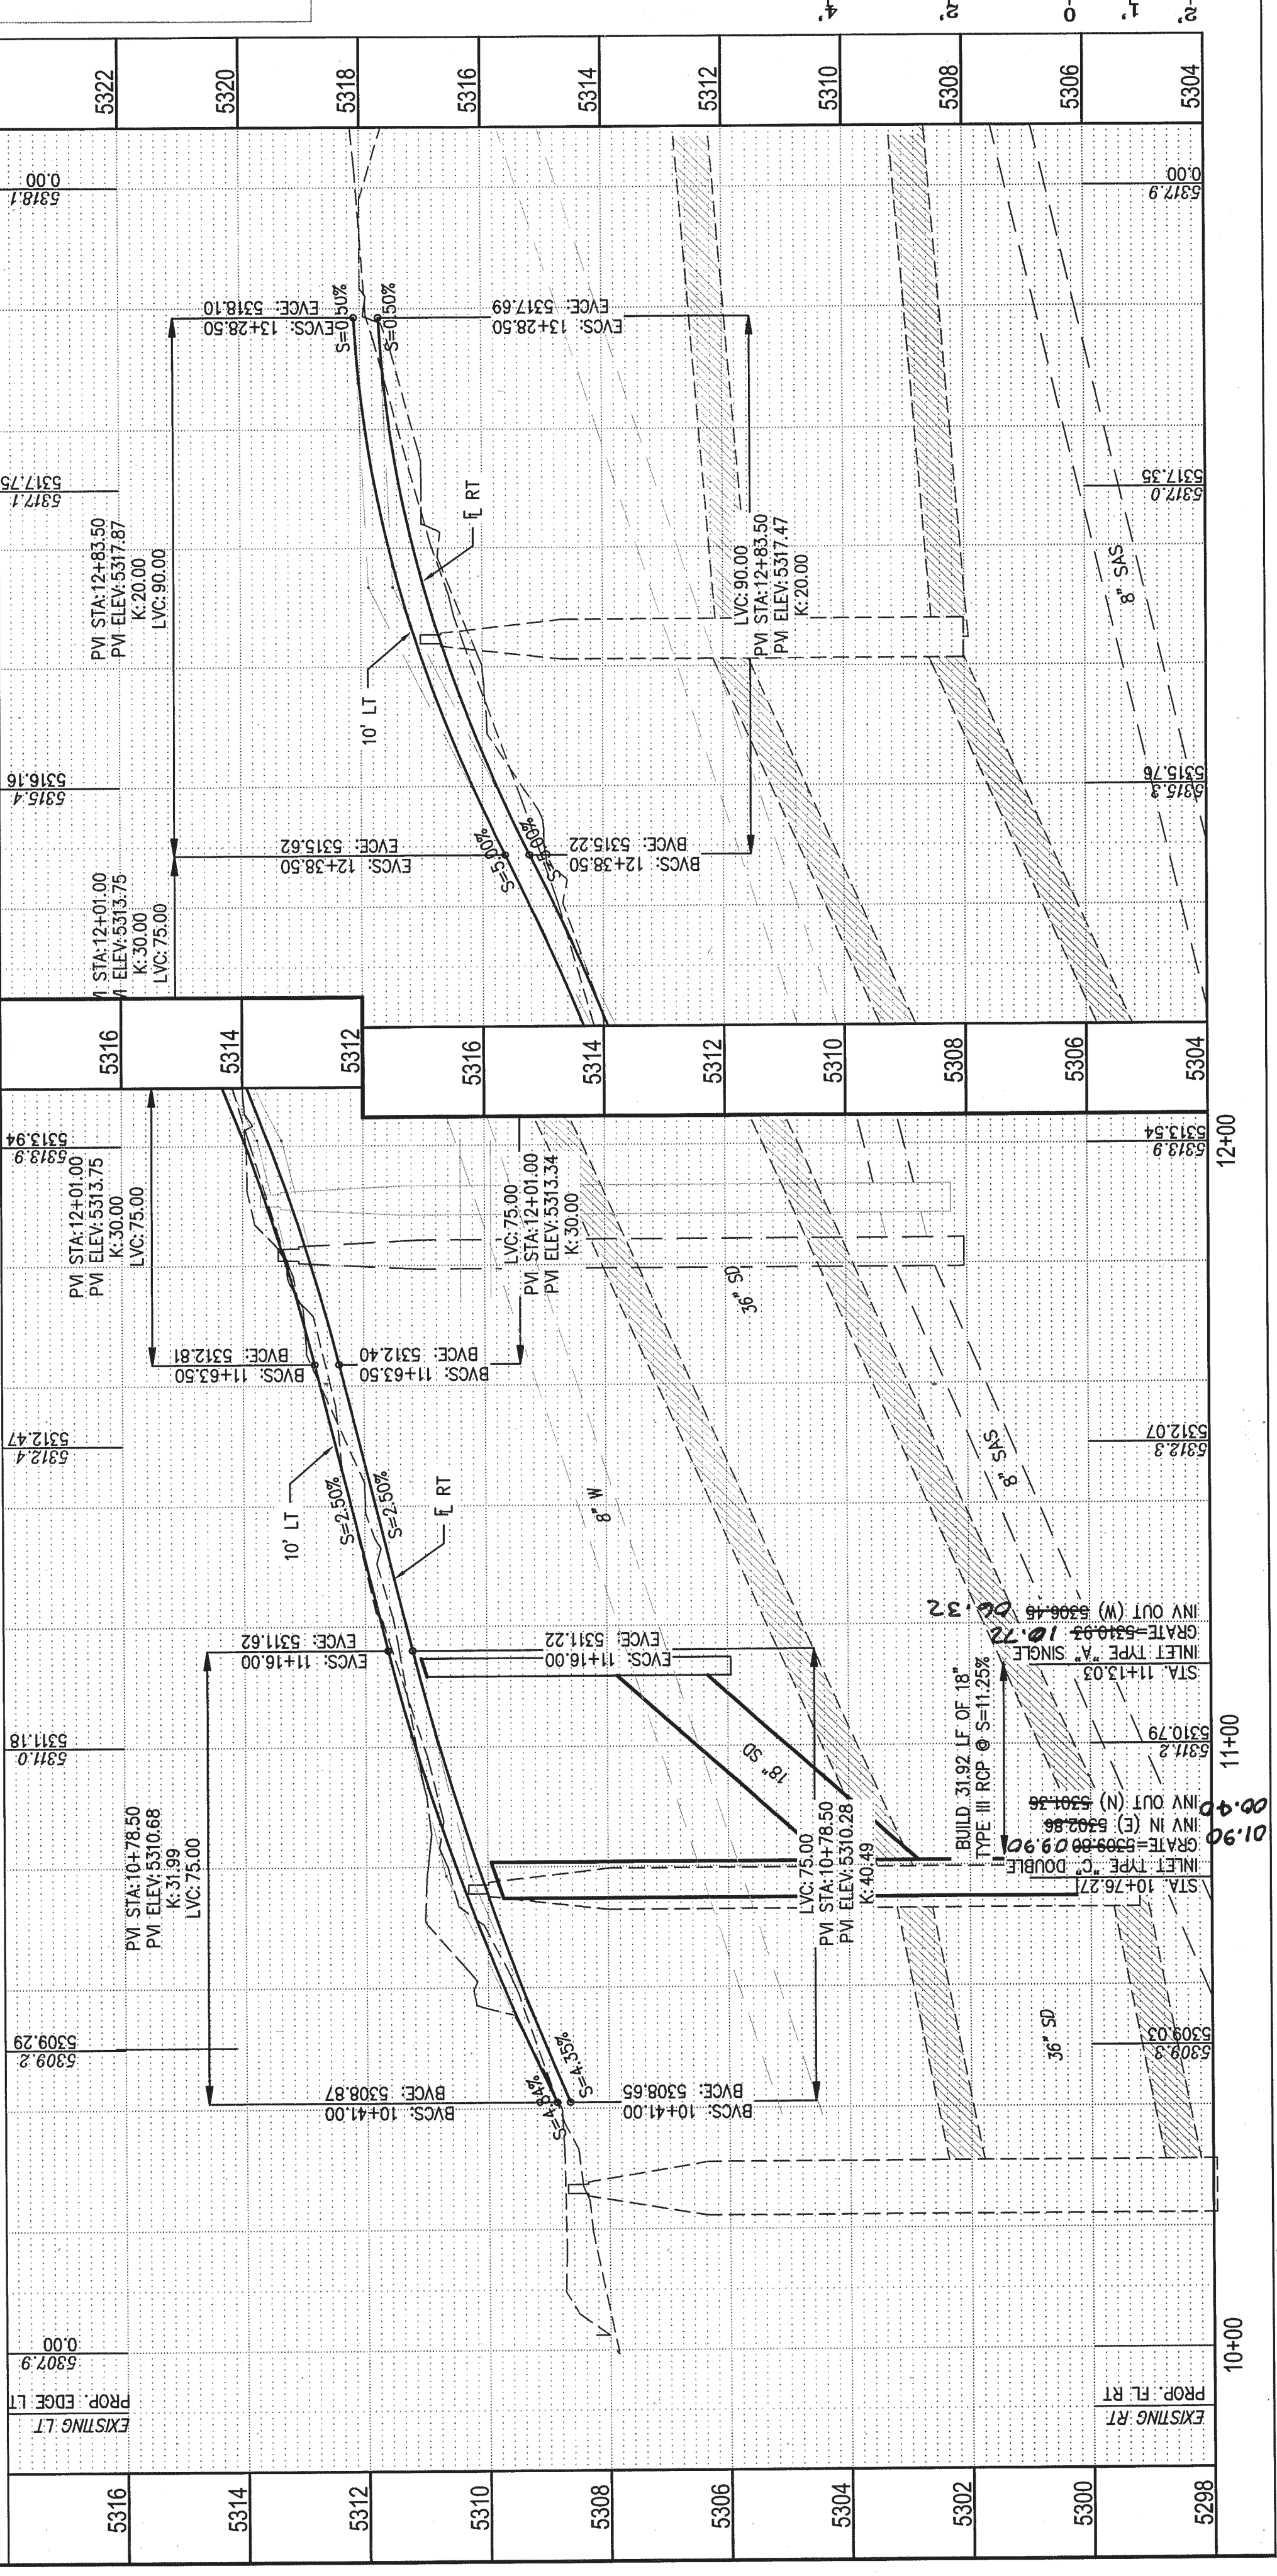 5322
5320
5318
5316
5314
5312
5310
5308
5306
5304
4'
2'
0
1'
2'
0.00
5318.1
5317.75
5317.1
5316.16
5315.4
0.00
5317.9
5317.35
5317.0
5315.76
5315.3
EVCS: 13+28.50
EVCE: 5318.10
S=0.50%
S=0.50%
EVCS: 13+28.50
EVCE: 5317.69
PVI STA:12+83.50
PVI ELEV:5317.87
K:20.00
LVC:90.00
LVC:90.00
PVI STA:12+83.50
PVI ELEV:5317.47
K:20.00
10' LT
FL RT
EVCS: 12+38.50
EVCE: 5315.62
S=5.00%
S=5.00%
BVCS: 12+38.50
BVCE: 5315.22
8" SAS
STA:12+01.00
ELEV:5313.75
K:30.00
LVC:75.00
5316
5314
5312
5316
5314
5312
5310
5308
5306
5304
12+00
5313.94
5313.9
5313.54
5313.9
PVI STA:12+01.00
PVI ELEV:5313.75
K:30.00
LVC:75.00
LVC:75.00
PVI STA:12+01.00
PVI ELEV:5313.34
K:30.00
BVCS: 11+63.50
BVCE: 5312.81
BVCS: 11+63.50
BVCE: 5312.40
36" SD
5312.47
5312.4
5312.07
5312.3
10' LT
S=2.50%
S=2.50%
FL RT
8" W
8" SAS
EVCS: 11+16.00
EVCE: 5311.62
EVCS: 11+16.00
EVCE: 5311.22
STA: 11+13.03
INLET TYPE "A" SINGLE
GRATE=5310.93 10.72
INV OUT (W) 5306.45 06.32
18" SD
BUILD 31.92 LF OF 18"
TYPE III RCP @ S=11.25%
5311.18
5311.0
5310.79
5311.2
11+00
PVI STA:10+78.50
PVI ELEV:5310.68
K:31.99
LVC:75.00
LVC:75.00
PVI STA:10+78.50
PVI ELEV:5310.28
K:40.49
STA: 10+76.27
INLET TYPE "C" DOUBLE
GRATE=5309.80 09.90
INV IN (E) 5302.86 01.90
INV OUT (N) 5301.36 00.40
36" SD
5309.29
5309.2
5309.03
5309.3
BVCS: 10+41.00
BVCE: 5308.87
S=4.84%
S=4.35%
BVCS: 10+41.00
BVCE: 5308.65
0.00
5307.9
10+00
PROP. EDGE LT
EXISTING LT
PROP. FL RT
EXISTING RT
5316
5314
5312
5310
5308
5306
5304
5302
5300
5298